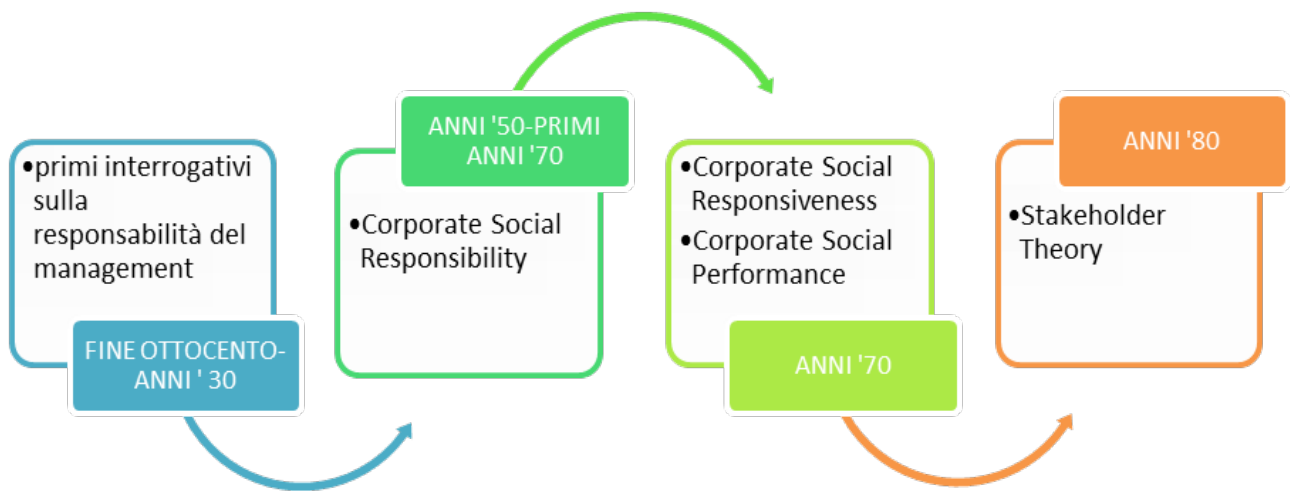 •primi interrogativi
sulla
responsabilità del
management
FINE OTTOCENTO-
ANNI ' 30
ANNI '50-PRIMI
ANNI '70
•Corporate Social
Responsibility
•Corporate Social
Responsiveness
•Corporate Social
Performance
ANNI '70
ANNI '80
•Stakeholder
Theory